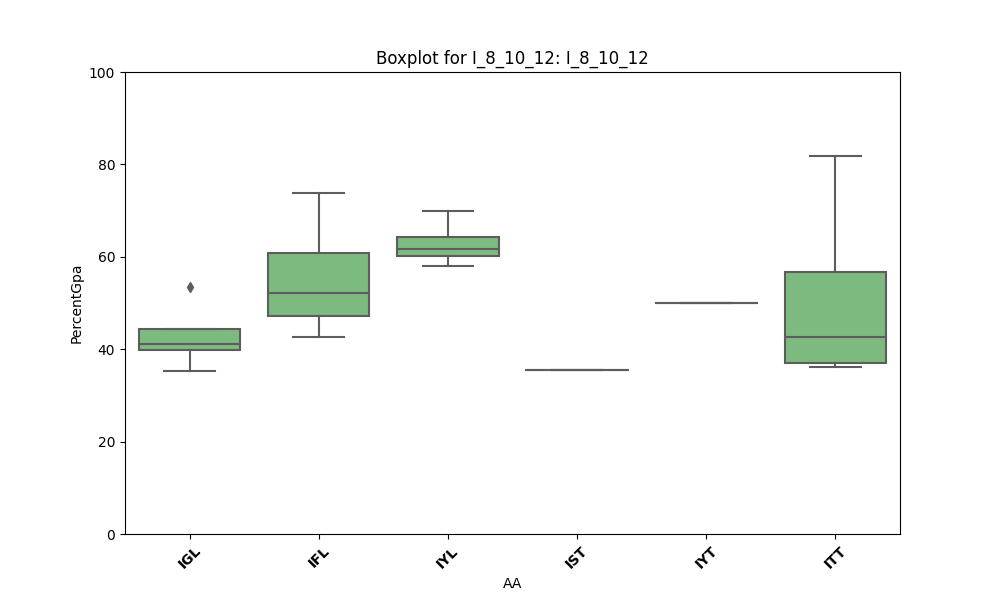 Boxplot for I_8_10_12: I_8_10_12
PercentGpa
100
80
60
40
20
0
IGL
IFL
IYL
IST
IYT
ITT
AA